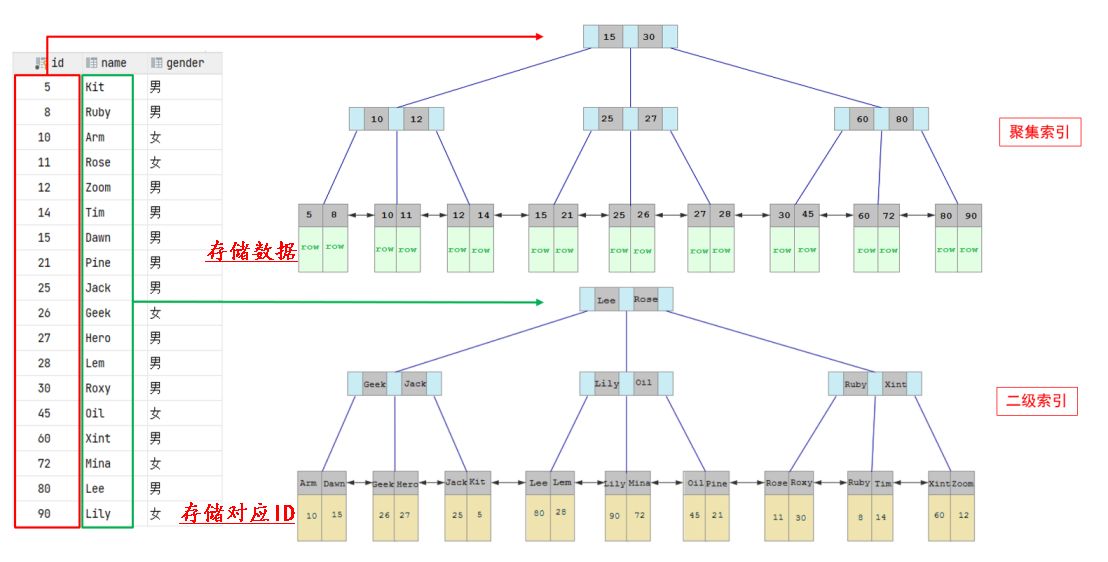 id name gender
5 Kit 男
8 Ruby 男
10 Arm 女
11 Rose 女
12 Zoom 男
14 Tim 男
15 Dawn 男
21 Pine 男
25 Jack 男
26 Geek 女
27 Hero 男
28 Lem 男
30 Roxy 男
45 Oil 女
60 Xint 男
72 Mina 女
80 Lee 男
90 Lily 女
15 30
10 12 25 27 60 80
聚集索引
5 8 10 11 12 14 15 21 25 26 27 28 30 45 60 72 80 90
存储数据
row row row row row row row row row row row row row row row row row row
Lee Rose
Geek Jack Lily Oil Ruby Xint
二级索引
Arm Dawn Geek Hero Jack Kit Lee Lem Lily Mina Oil Pine Rose Roxy Ruby Tim Xint Zoom
存储对应ID
10 15 26 27 25 5 80 28 90 72 45 21 11 30 8 14 60 12